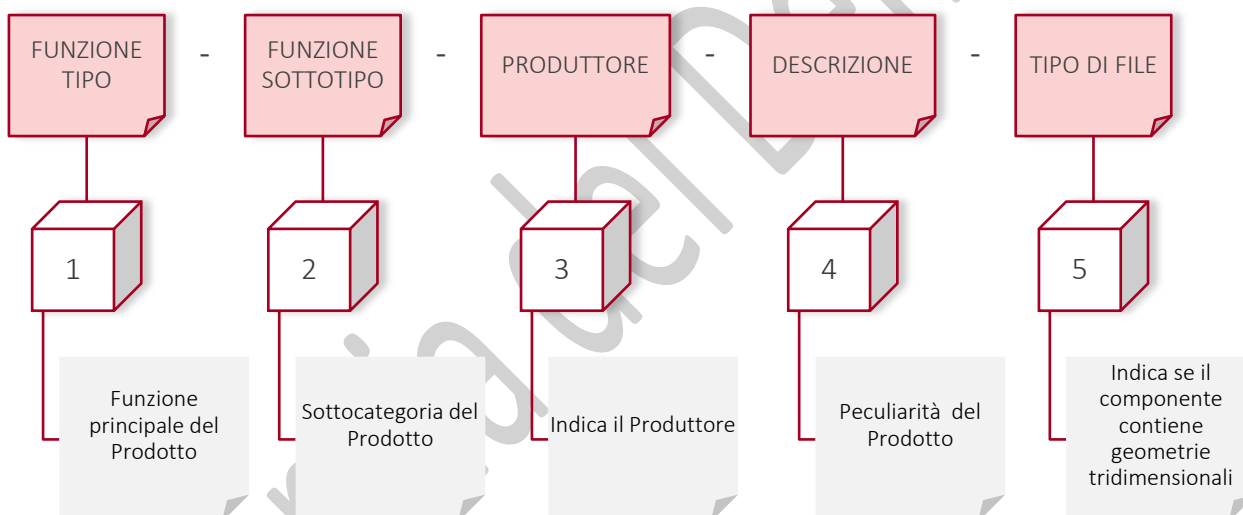 FUNZIONE
TIPO
-
FUNZIONE
SOTTOTIPO
-
PRODUTTORE
-
DESCRIZIONE
-
TIPO DI FILE
1
2
3
4
5
Funzione
principale del
Prodotto
Sottocategoria del
Prodotto
Indica il Produttore
Peculiarità del
Prodotto
Indica se il
componente
contiene
geometrie
tridimensionali